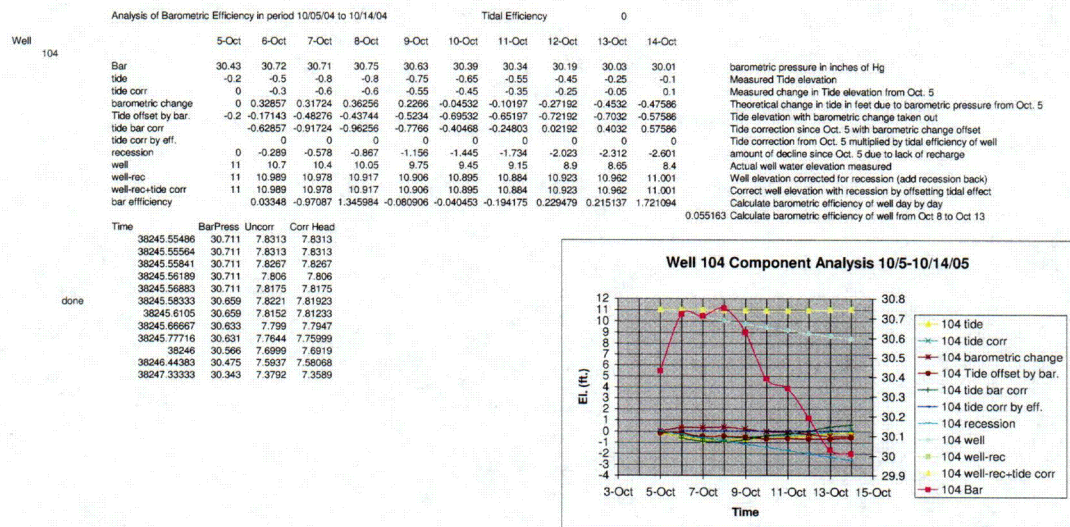 Analysis of Barometric Efficiency in period 10/05/04 to 10/14/04 Tidal Efficiency 0
Well 5-Oct 6-Oct 7-Oct 8-Oct 9-Oct 10-Oct 11-Oct 12-Oct 13-Oct 14-Oct
104
Bar 30.43 30.72 30.71 30.75 30.63 30.39 30.34 30.19 30.03 30.01 barometric pressure in inches of Hg
tide -0.2 -0.5 -0.8 -0.8 -0.75 -0.65 -0.55 -0.45 -0.25 -0.1 Measured Tide elevation
tide corr 0 -0.3 -0.6 -0.6 -0.55 -0.45 -0.35 -0.25 -0.05 0.1 Measured change in Tide elevation from Oct. 5
barometric change 0 0.32857 0.31724 0.36256 0.2266 -0.04532 -0.10197 -0.27192 -0.4532 -0.47586 Theoretical change in tide in feet due to barometric pressure from Oct. 5
Tide offset by bar. -0.2 -0.17143 -0.48276 -0.43744 -0.5234 -0.69532 -0.65197 -0.72192 -0.7032 -0.57586 Tide elevation with barometric change taken out
tide bar corr -0.62857 -0.91724 -0.96256 -0.7766 -0.40468 -0.24803 0.02192 0.4032 0.57586 Tide correction since Oct. 5 with barometric change offset
tide corr by eff. 0 0 0 0 0 0 0 0 0 Tide correction from Oct. 5 multiplied by tidal efficiency of well
recession 0 -0.289 -0.578 -0.867 -1.156 -1.445 -1.734 -2.023 -2.312 -2.601 amount of decline since Oct. 5 due to lack of recharge
well 11 10.7 10.4 10.05 9.75 9.45 9.15 8.9 8.65 8.4 Actual well water elevation measured
well-rec 11 10.989 10.978 10.917 10.906 10.895 10.884 10.923 10.962 11.001 Well elevation corrected for recession (add recession back)
well-rec+tide corr 11 10.989 10.978 10.917 10.906 10.895 10.884 10.923 10.962 11.001 Correct well elevation with recession by offsetting tidal effect
bar effficiency 0.03348 -0.97087 1.345984 -0.080906 -0.040453 -0.194175 0.229479 0.215137 1.721094 Calculate barometric efficiency of well day by day
0.055163 Calculate barometric efficiency of well from Oct 8 to Oct 13
Time BarPress Uncorr Corr Head
38245.55486 30.711 7.8313 7.8313
38245.55564 30.711 7.8313 7.8313
38245.55841 30.711 7.8267 7.8267
38245.56189 30.711 7.806 7.806
38245.56883 30.711 7.8175 7.8175
done 38245.58333 30.659 7.8221 7.81923
38245.6105 30.659 7.8152 7.81233
38245.66667 30.633 7.799 7.7947
38245.77716 30.631 7.7644 7.75999
38246 30.566 7.6999 7.6919
38246.44383 30.475 7.5937 7.58068
38247.33333 30.343 7.3792 7.3589
Well 104 Component Analysis 10/5-10/14/05
El. (ft.)
12
11
10
9
8
7
6
5
4
3
2
1
0
-1
-2
-3
-4
30.8
30.7
30.6
30.5
30.4
30.3
30.2
30.1
30
29.9
3-Oct 5-Oct 7-Oct 9-Oct 11-Oct 13-Oct 15-Oct
Time
104 tide
104 tide corr
104 barometric change
104 Tide offset by bar.
104 tide bar corr
104 tide corr by eff.
104 recession
104 well
104 well-rec
104 well-rec+tide corr
104 Bar